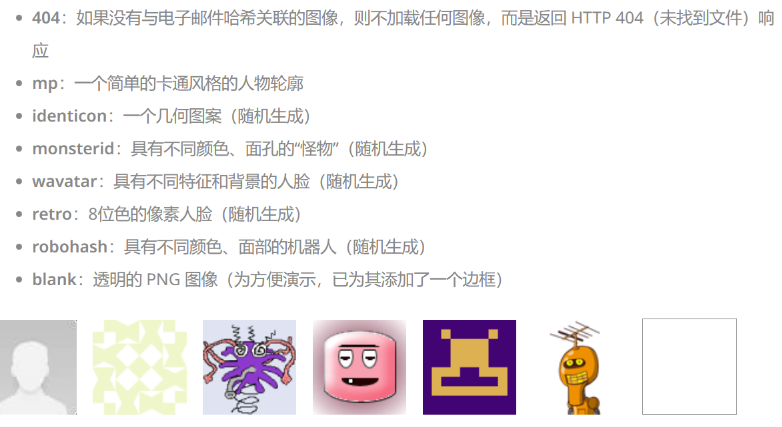 404：如果没有与电子邮件哈希关联的图像，则不加载任何图像，而是返回 HTTP 404（未找到文件）响
应
mp：一个简单的卡通风格的人物轮廓
identicon：一个几何图案（随机生成）
monsterid：具有不同颜色、面孔的“怪物”（随机生成）
wavatar：具有不同特征和背景的人脸（随机生成）
retro：8位色的像素人脸（随机生成）
robohash：具有不同颜色、面部的机器人（随机生成）
blank：透明的 PNG 图像（为方便演示，已为其添加了一个边框）